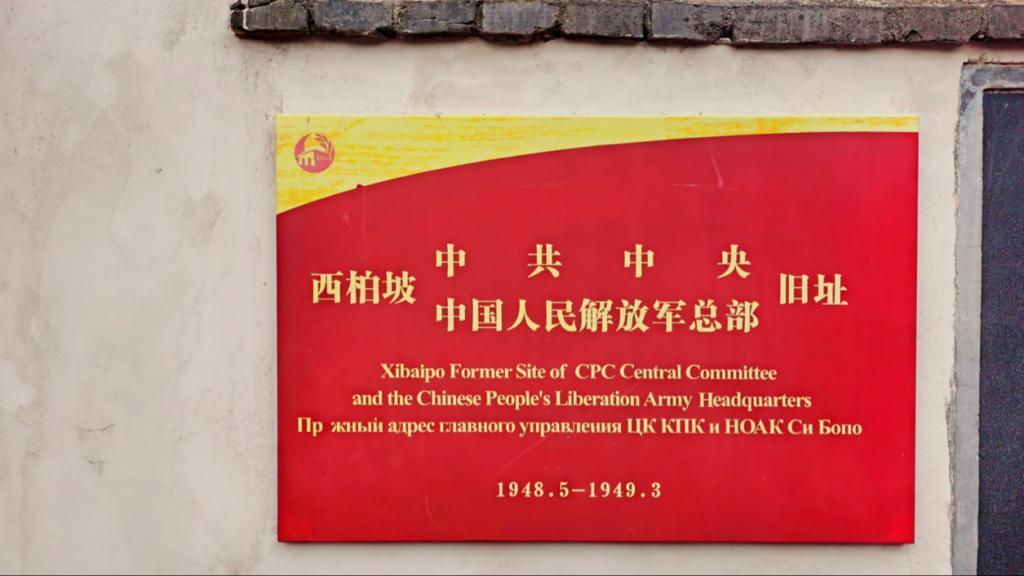 中共中央
西柏坡 旧址
中国人民解放军总部
Xibaipo Former Site of CPC Central Committee
and the Chinese People's Liberation Army Headquarters
Пр жный адрес главного управления ЦК КПК и НОАК Си Бопо
1948.5-1949.3